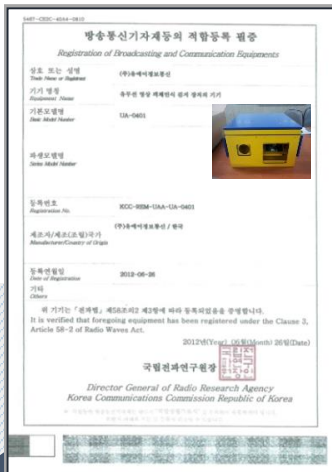 방송통신기자재등의 적합등록 필증
Registration of Broadcasting and Communication Equipments
상호 또는 성명
Trade Name or Registrant
(주)유에이정보통신
기기 명칭
Equipment Name
기본모델명
Basic Model Number
UA-0401
파생모델명
Series Model Number
등록번호
Registration No.
KCC-REM-UAA-UA-0401
제조자/제조(조립)국가
Manufacturer/Country of Origin
(주)유에이정보통신 / 한국
등록연월일
Date of Registration
2012-06-26
기타
Others
위 기기는 「전파법」 제58조의2 제3항에 따라 등록되었음을 증명합니다.
It is verified that foregoing equipment has been registered under the Clause 3, Article 58-2 of Radio Waves Act.
2012년(Year) 06월(Month) 26일(Date)
국립전파연구원장
Director General of Radio Research Agency
Korea Communications Commission Republic of Korea